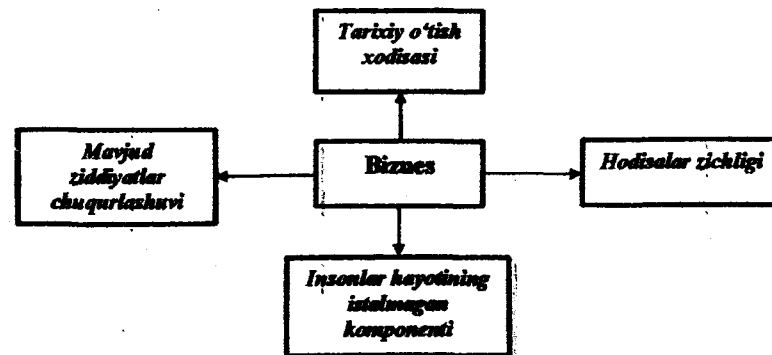 Tarixiy o‘tish
xodisasi
Mavjud
ziddiyatlar
chuqurlashuvi
Biznes
Hodisalar zichligi
Insonlar hayotining
istalmagan
komponenti